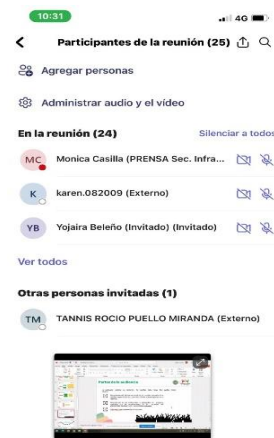 10:31
4G
Participantes de la reunión (25)
Agregar personas
Administrar audio y el vídeo
En la reunión (24) Silenciar a todos
MC Monica Casilla (PRENSA Sec. Infra...
K karen.082009 (Externo)
YB Yojaira Beleño (Invitado) (Invitado)
Ver todos
Otras personas invitadas (1)
TM TANNIS ROCIO PUELLO MIRANDA (Externo)